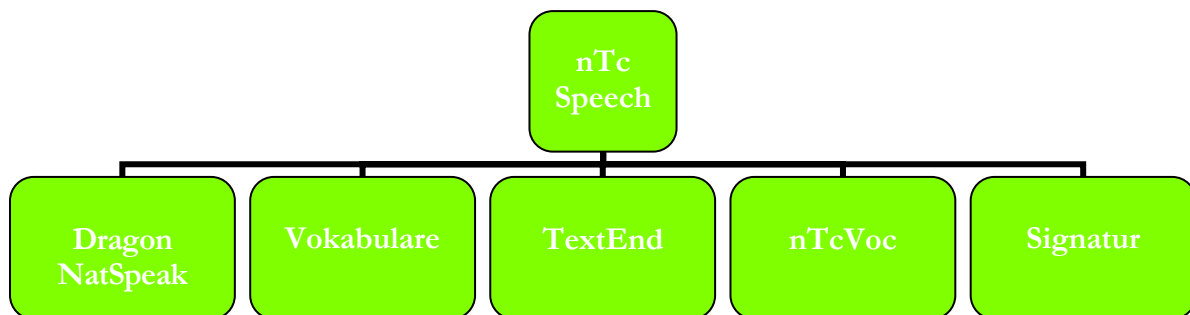 nTc
Speech
Dragon
NatSpeak
Vokabulare
TextEnd
nTcVoc
Signatur